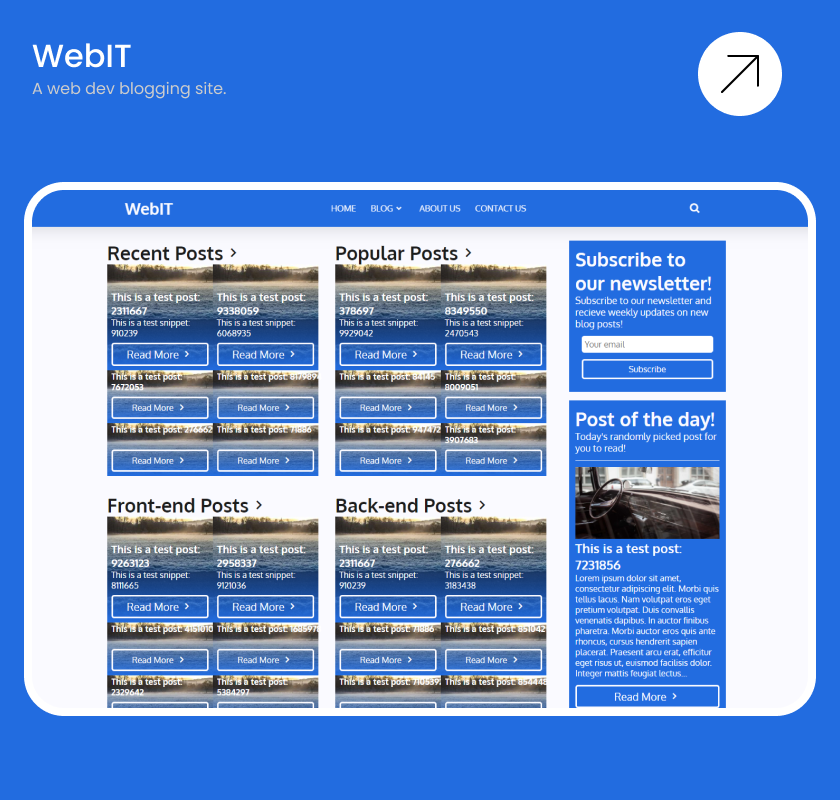 WebIT
A web dev blogging site.
WebIT
HOME
BLOG
ABOUT US
CONTACT US
Recent Posts
This is a test post:
2311667
This is a test snippet:
910239
Read More
This is a test post:
9338059
This is a test snippet:
6068935
Read More
This is a test post:
7672053
Read More
This is a test post:
Read More
This is a test post: 276662
Read More
This is a test post: 71886
Read More
Popular Posts
This is a test post:
378697
This is a test snippet:
9929042
Read More
This is a test post:
8349550
This is a test snippet:
2470543
Read More
This is a test post:
Read More
This is a test post:
8009051
Read More
This is a test post:
Read More
This is a test post:
3907683
Read More
Front-end Posts
This is a test post:
9263123
This is a test snippet:
8111665
Read More
This is a test post:
2958337
This is a test snippet:
9121036
Read More
This is a test post:
Read More
This is a test post:
Read More
This is a test post:
2329642
This is a test post:
5384297
Back-end Posts
This is a test post:
2311667
This is a test snippet:
910239
Read More
This is a test post:
276662
This is a test snippet:
3183438
Read More
This is a test post: 71886
Read More
This is a test post:
Read More
This is a test post:
This is a test post:
Subscribe to
our newsletter!
Subscribe to our newsletter and
recieve weekly updates on new
blog posts!
Your email
Subscribe
Post of the day!
Today's randomly picked post for
you to read!
This is a test post:
7231856
Lorem ipsum dolor sit amet,
consectetur adipiscing elit. Morbi quis
tellus lacus. Nam volutpat eros eget
pretium volutpat. Duis convallis
venenatis dapibus. In auctor finibus
pharetra. Morbi auctor eros quis ante
rhoncus, cursus hendrerit sapien
placerat. Praesent arcu erat, efficitur
eget risus ut, euismod facilisis dolor.
Integer mattis feugiat lectus...
Read More